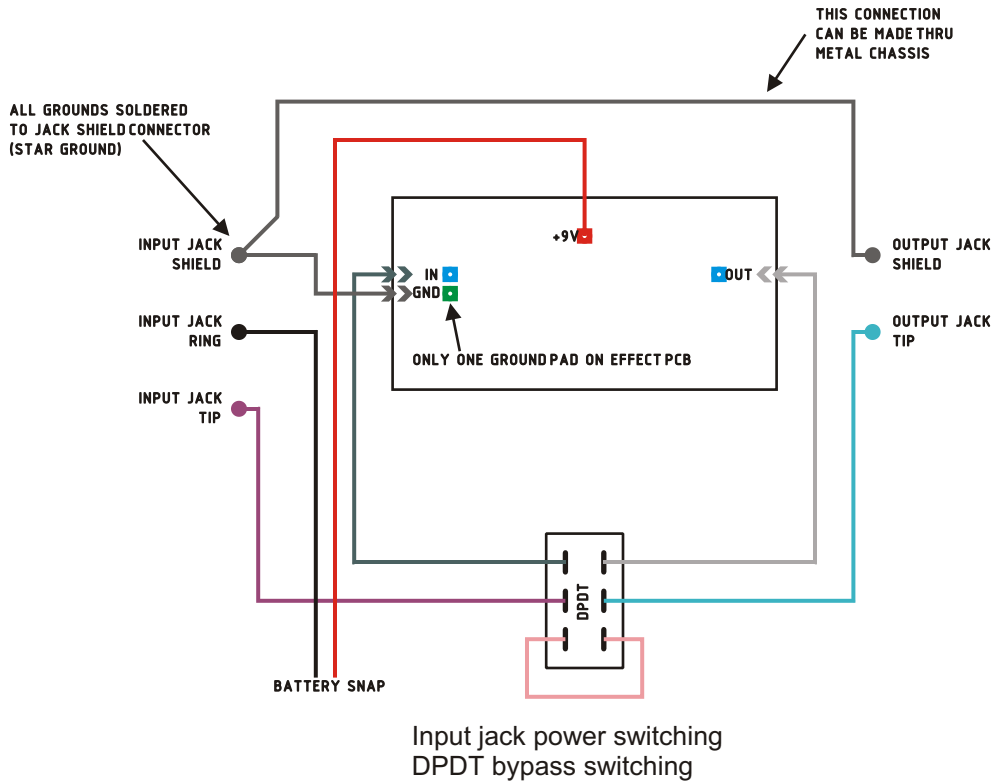 THIS CONNECTION
CAN BE MADE THRU
METAL CHASSIS
ALL GROUNDS SOLDERED
TO JACK SHIELD CONNECTOR
(STAR GROUND)
+9V
INPUT JACK
SHIELD
OUTPUT JACK
SHIELD
IN
OUT
GND
INPUT JACK
RING
OUTPUT JACK
TIP
ONLY ONE GROUND PAD ON EFFECT PCB
INPUT JACK
TIP
DPDT
BATTERY SNAP
Input jack power switching
DPDT bypass switching